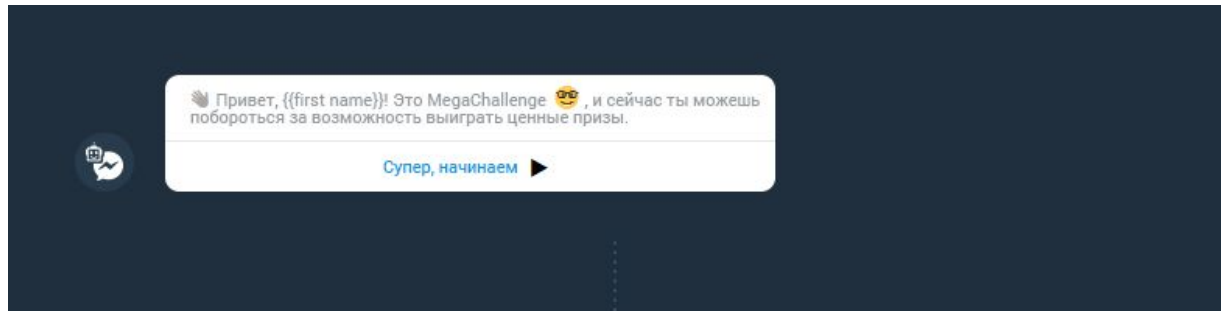 👋 Привет, {{first name}}! Это MegaChallenge 🤓 , и сейчас ты можешь
побороться за возможность выиграть ценные призы.
Супер, начинаем ▶